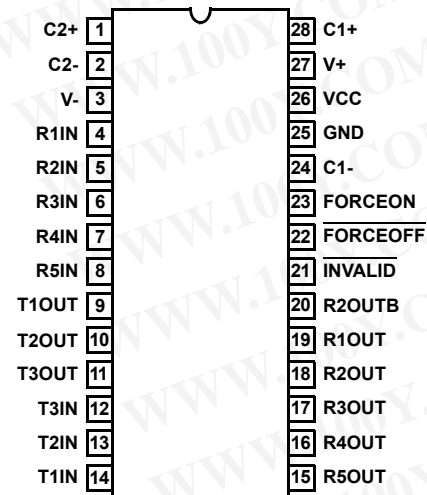 C2+ 1 28 C1+
C2- 2 27 V+
V- 3 26 VCC
R1IN 4 25 GND
R2IN 5 24 C1-
R3IN 6 23 FORCEON
R4IN 7 22 FORCEOFF
R5IN 8 21 INVALID
T1OUT 9 20 R2OUTB
T2OUT 10 19 R1OUT
T3OUT 11 18 R2OUT
T3IN 12 17 R3OUT
T2IN 13 16 R4OUT
T1IN 14 15 R5OUT